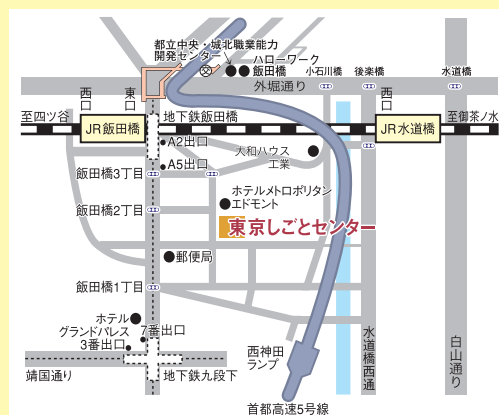 都立中央・城北職業能力
開発センター
ハローワーク
飯田橋
小石川橋
後楽橋
水道橋
外堀通り
西口
東口
西口
至四ツ谷
JR飯田橋
地下鉄飯田橋
JR水道橋
至御茶ノ水
A2出口
大和ハウス
工業
A5出口
飯田橋3丁目
ホテルメトロポリタン
エドモント
飯田橋2丁目
東京しごとセンター
郵便局
飯田橋1丁目
ホテル
グランドパレス
7番出口
3番出口
西神田
ランプ
水道橋西通り
白山通り
靖国通り
地下鉄九段下
首都高速5号線